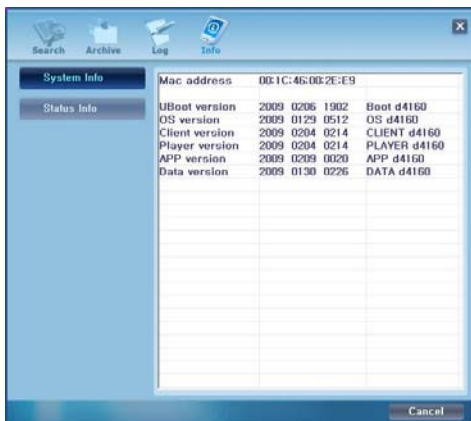 Search Archive Log Info
System Info
Status Info
Mac address 00:1C:46:00:2E:E9
UBoot version 2009 0206 1902 Boot d4160
OS version 2009 0129 0512 OS d4160
Client version 2009 0204 0214 CLIENT d4160
Player version 2009 0204 0214 PLAYER d4160
APP version 2009 0209 0020 APP d4160
Data version 2009 0130 0226 DATA d4160
Cancel